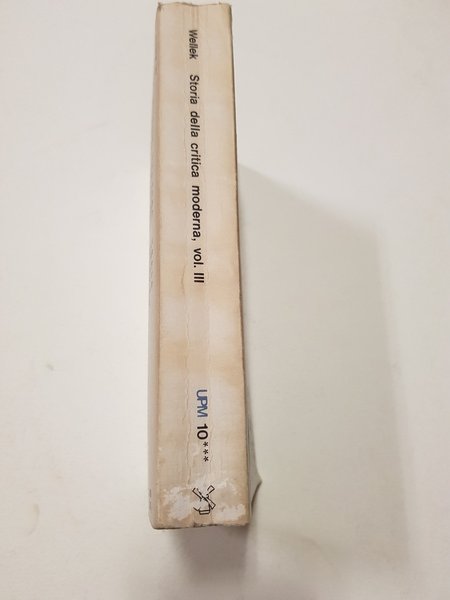 Wellek Storia della critica moderna, vol. III
UPM 10***